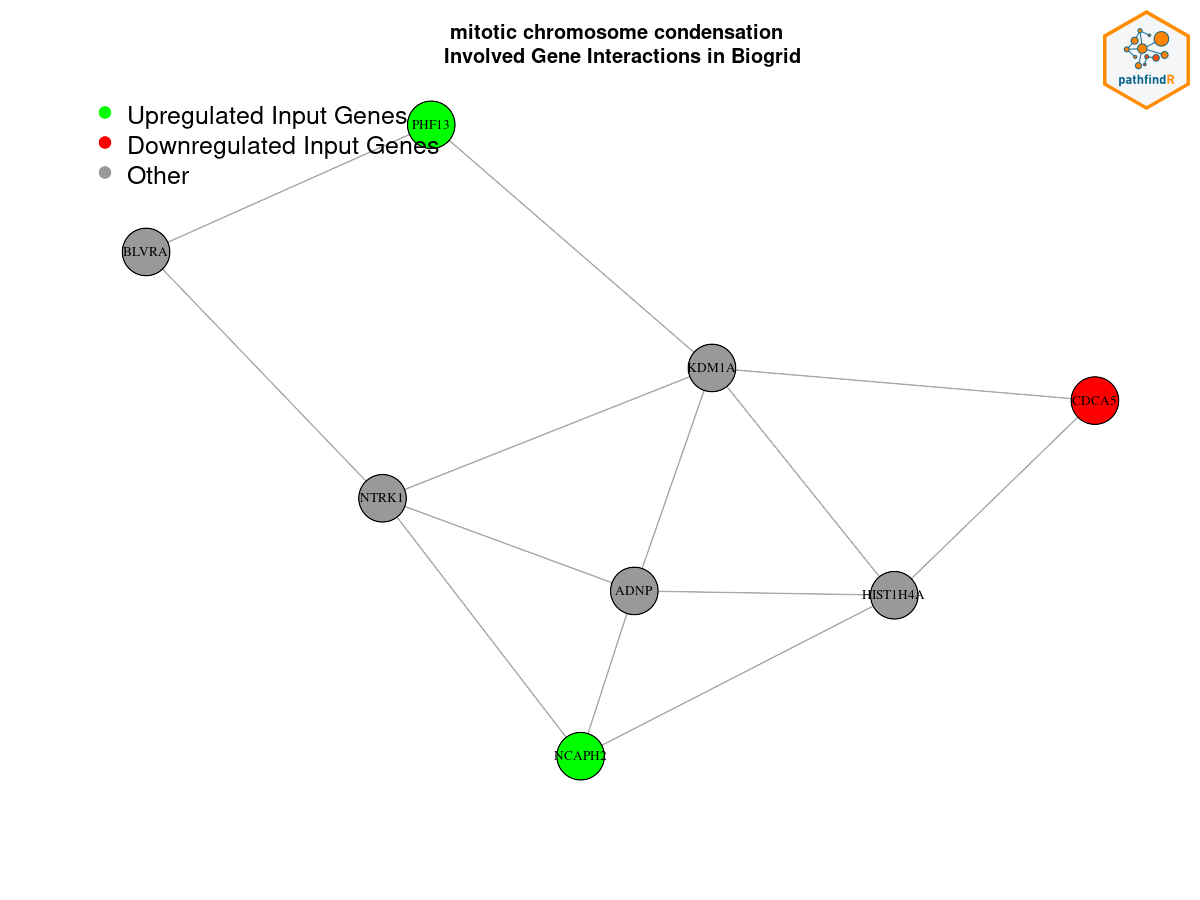 mitotic chromosome condensation
Involved Gene Interactions in Biogrid
pathfindR
Upregulated Input Genes
Downregulated Input Genes
Other
PHF13
BLVRA
KDM1A
CDCA5
NTRK1
ADNP
HIST1H4A
NCAPH2